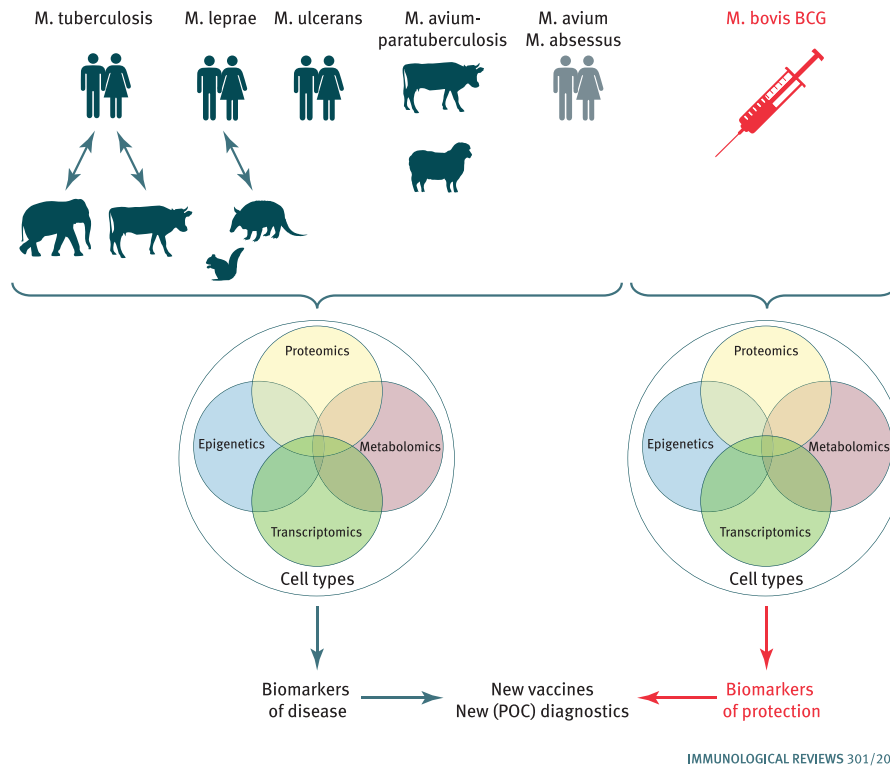 M. tuberculosis
M. leprae
M. ulcerans
M. avium-
paratuberculosis
M. avium
M. absessus
M. bovis BCG
Proteomics
Epigenetics
Metabolomics
Transcriptomics
Cell types
Proteomics
Epigenetics
Metabolomics
Transcriptomics
Cell types
Biomarkers
of disease
New vaccines
New (POC) diagnostics
Biomarkers
of protection
IMMUNOLOGICAL REVIEWS 301/20